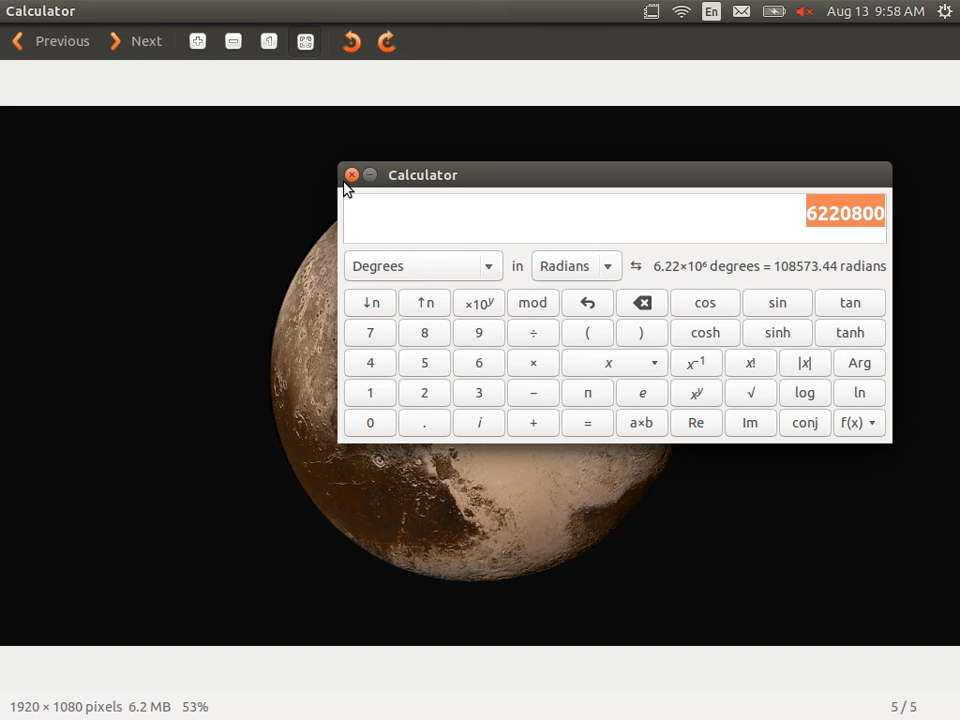 Calculator
En
Aug 13 9:58 AM
Previous Next
Calculator
6220800
Degrees in Radians ⇆ 6.22×10⁶ degrees = 108573.44 radians
↓n ↑n ×10ʸ mod cos sin tan
7 8 9 ÷ ( ) cosh sinh tanh
4 5 6 × x x⁻¹ x! |x| Arg
1 2 3 − π e xʸ √ log ln
0 . i + = a×b Re Im conj f(x)
1920 × 1080 pixels 6.2 MB 53%
5 / 5